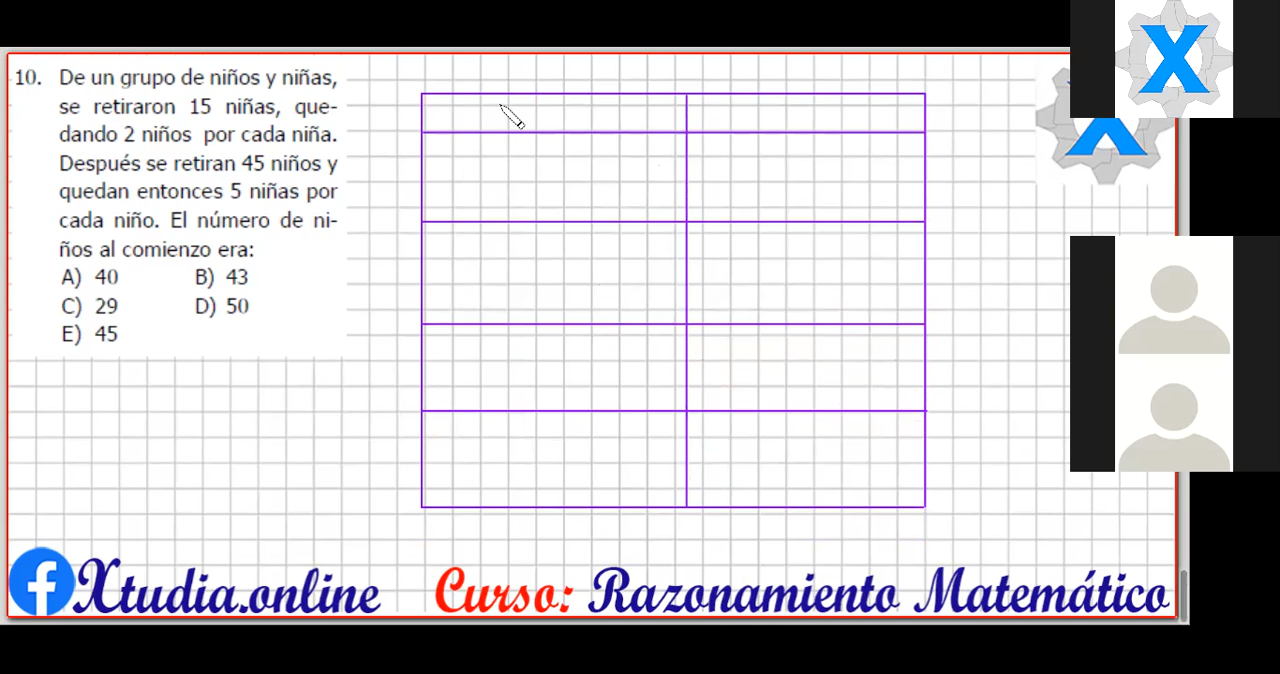 10. De un grupo de niños y niñas,
se retiraron 15 niñas, que-
dando 2 niños por cada niña.
Después se retiran 45 niños y
quedan entonces 5 niñas por
cada niño. El número de ni-
ños al comienzo era:
A) 40 B) 43
C) 29 D) 50
E) 45
Xtudia.online Curso: Razonamiento Matemático